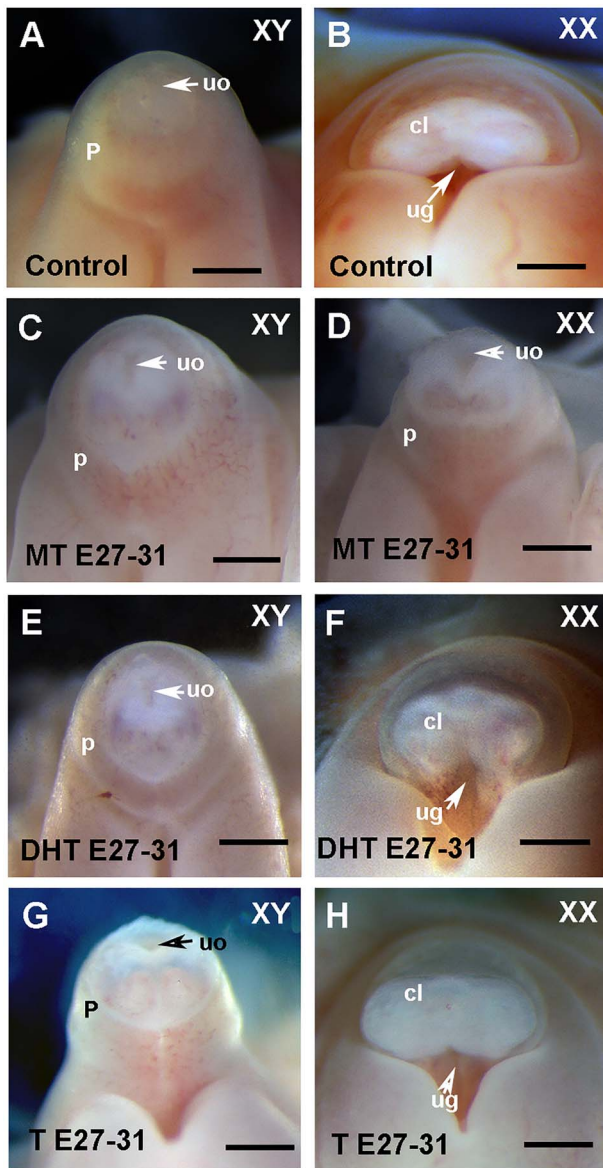 A XY
uo
P
Control
B XX
cl
ug
Control
C XY
uo
p
MT E27-31
D XX
uo
p
MT E27-31
E XY
uo
p
DHT E27-31
F XX
cl
ug
DHT E27-31
G XY
uo
P
T E27-31
H XX
cl
ug
T E27-31